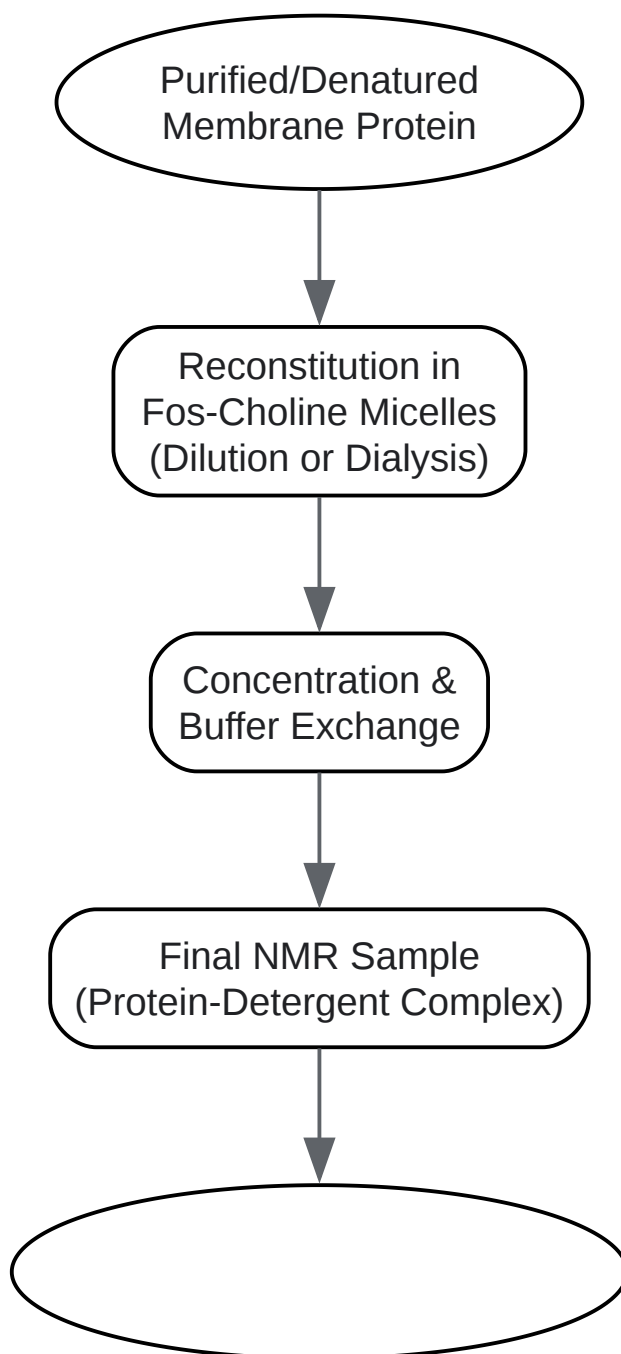 Purified/Denatured
Membrane Protein
Reconstitution in
Fos-Choline Micelles
(Dilution or Dialysis)
Concentration &
Buffer Exchange
Final NMR Sample
(Protein-Detergent Complex)